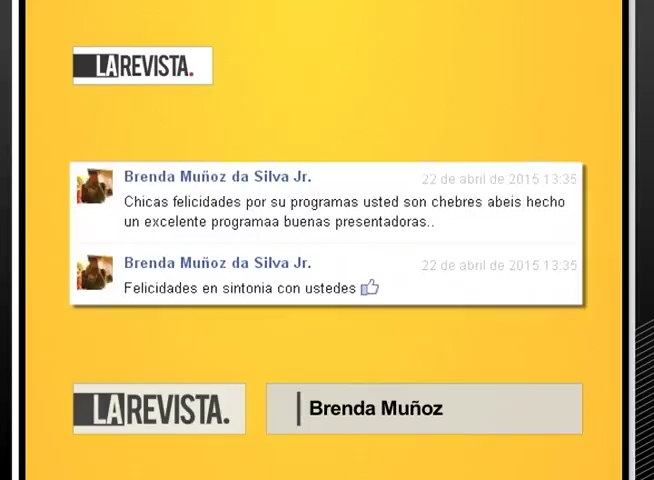 LAREVISTA.
Brenda Muñoz da Silva Jr.
22 de abril de 2015 13:35
Chicas felicidades por su programas usted son chebres abeis hecho
un excelente programaa buenas presentadoras..
Brenda Muñoz da Silva Jr.
22 de abril de 2015 13:35
Felicidades en sintonia con ustedes
LAREVISTA.
Brenda Muñoz